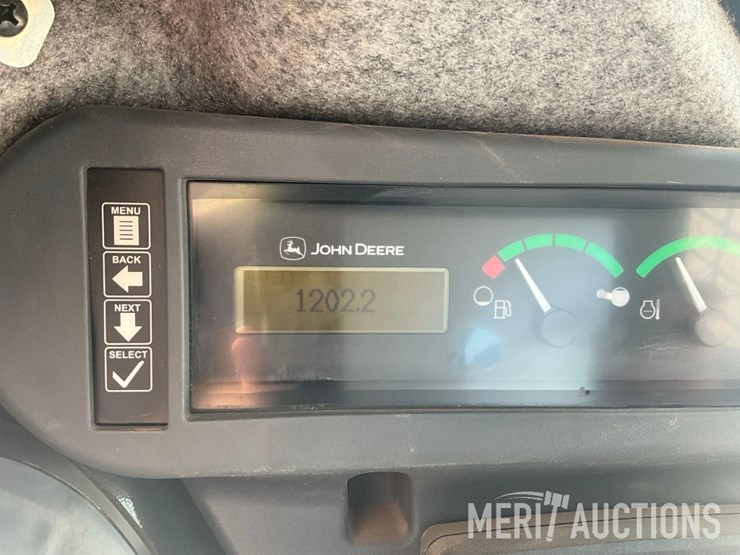 MENU
BACK
NEXT
SELECT
JOHN DEERE
1202.2
MERIT AUCTIONS